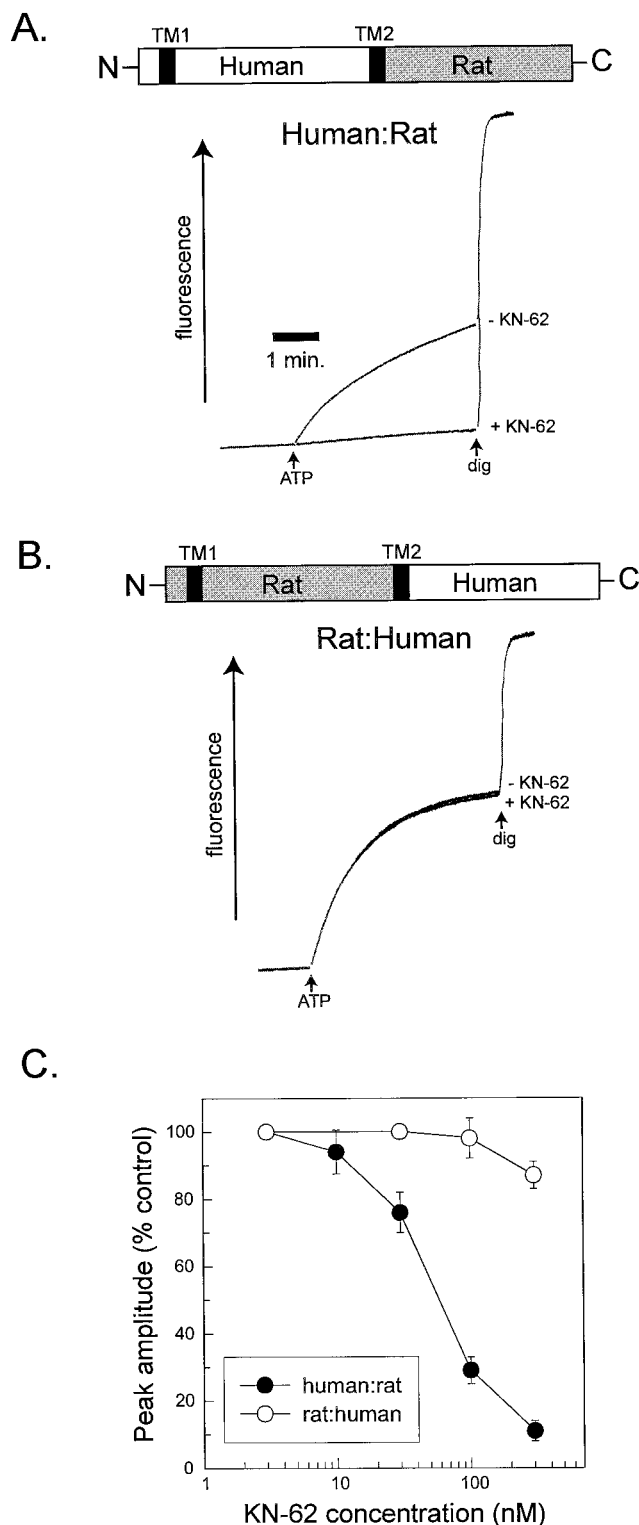 A.
TM1 TM2
N Human Rat C
Human:Rat
fluorescence
- KN-62
1 min.
+ KN-62
ATP dig
B.
TM1 TM2
N Rat Human C
Rat:Human
fluorescence
- KN-62
+ KN-62
dig
ATP
C.
Peak amplitude (% control)
100
80
60
40
20
0
human:rat
rat:human
1 10 100
KN-62 concentration (nM)